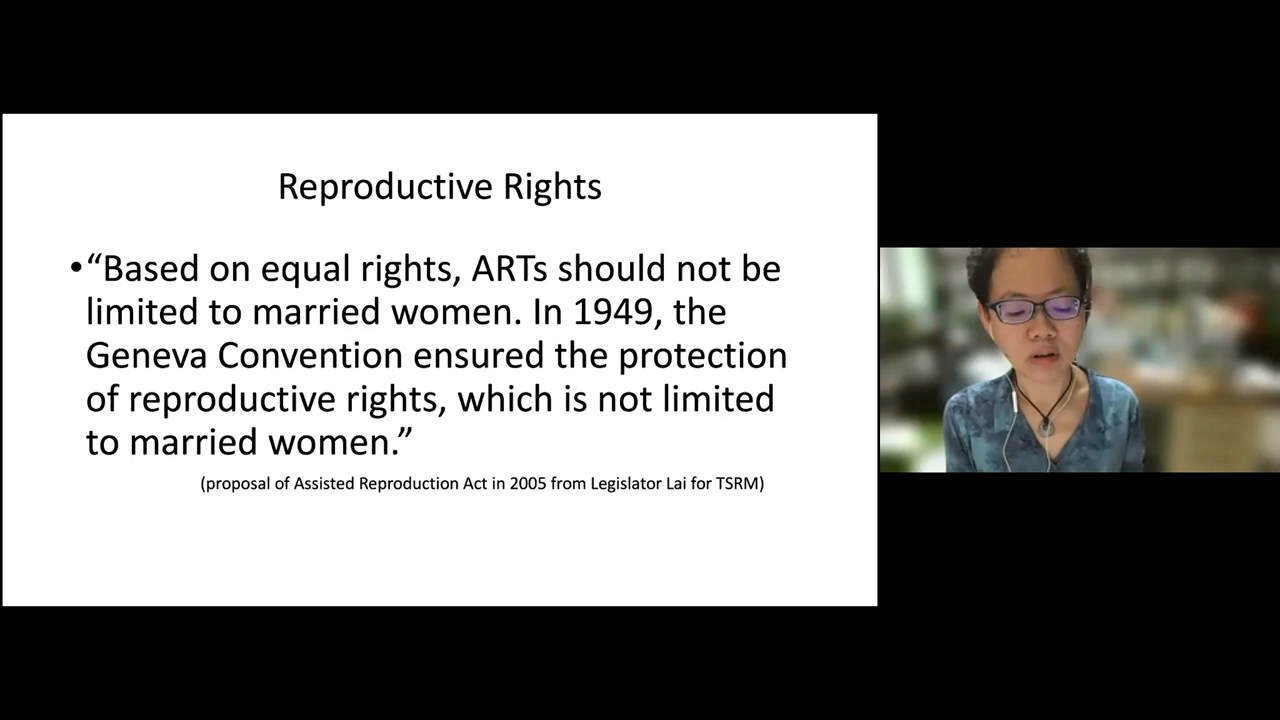 Reproductive Rights
•“Based on equal rights, ARTs should not be
limited to married women. In 1949, the
Geneva Convention ensured the protection
of reproductive rights, which is not limited
to married women.”
(proposal of Assisted Reproduction Act in 2005 from Legislator Lai for TSRM)